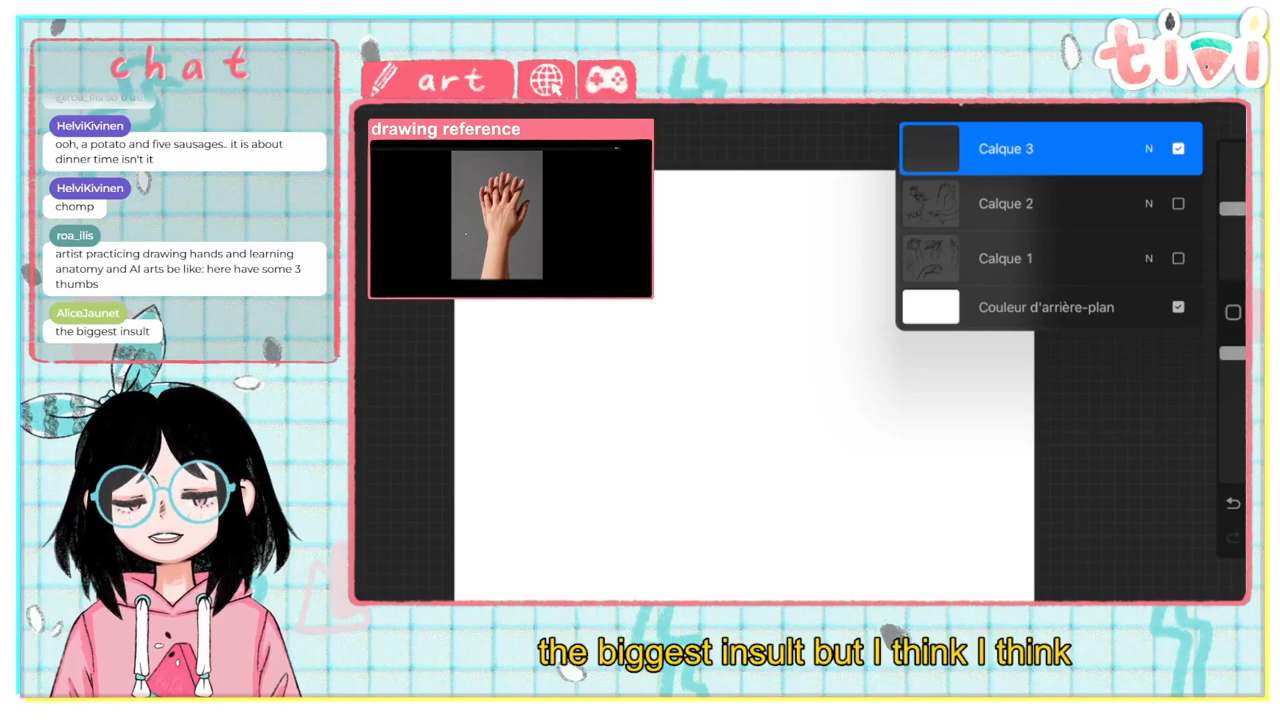 chat
@roa_ilis so true
HelviKivinen
ooh, a potato and five sausages.. it is about
dinner time isn't it
HelviKivinen
chomp
roa_ilis
artist practicing drawing hands and learning
anatomy and AI arts be like: here have some 3
thumbs
AliceJaunet
the biggest insult
art
tivi
drawing reference
Calque 3 N
Calque 2 N
Calque 1 N
Couleur d'arrière-plan
the biggest insult but I think I think